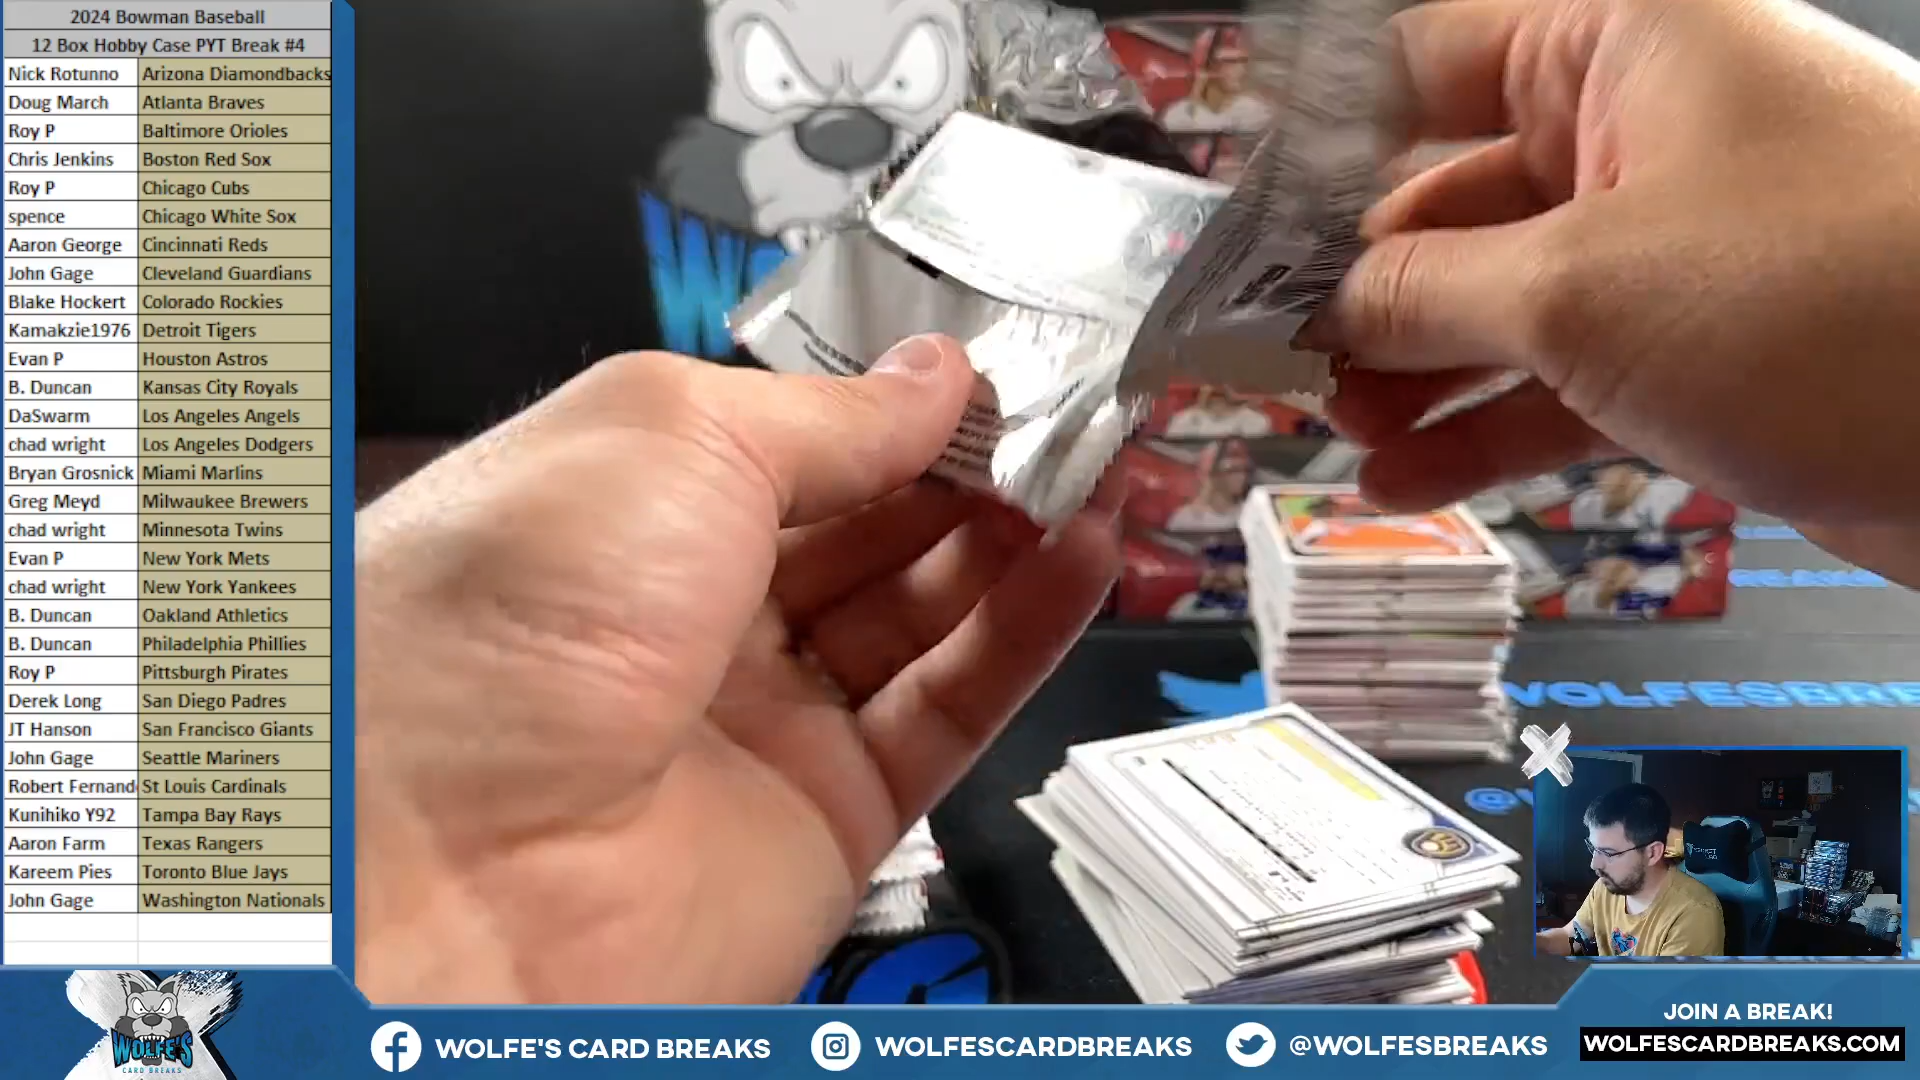 2024 Bowman Baseball
12 Box Hobby Case PYT Break #4
Nick Rotunno Arizona Diamondbacks
Doug March Atlanta Braves
Roy P Baltimore Orioles
Chris Jenkins Boston Red Sox
Roy P Chicago Cubs
spence Chicago White Sox
Aaron George Cincinnati Reds
John Gage Cleveland Guardians
Blake Hockert Colorado Rockies
Kamakzie1976 Detroit Tigers
Evan P Houston Astros
B. Duncan Kansas City Royals
DaSwarm Los Angeles Angels
chad wright Los Angeles Dodgers
Bryan Grosnick Miami Marlins
Greg Meyd Milwaukee Brewers
chad wright Minnesota Twins
Evan P New York Mets
chad wright New York Yankees
B. Duncan Oakland Athletics
B. Duncan Philadelphia Phillies
Roy P Pittsburgh Pirates
Derek Long San Diego Padres
JT Hanson San Francisco Giants
John Gage Seattle Mariners
Robert Fernand St Louis Cardinals
Kunihiko Y92 Tampa Bay Rays
Aaron Farm Texas Rangers
Kareem Pies Toronto Blue Jays
John Gage Washington Nationals
WO
WOLFESBRE
@W
WOLFE'S
CARD BREAKS
WOLFE'S CARD BREAKS
WOLFESCARDBREAKS
@WOLFESBREAKS
JOIN A BREAK!
WOLFESCARDBREAKS.COM